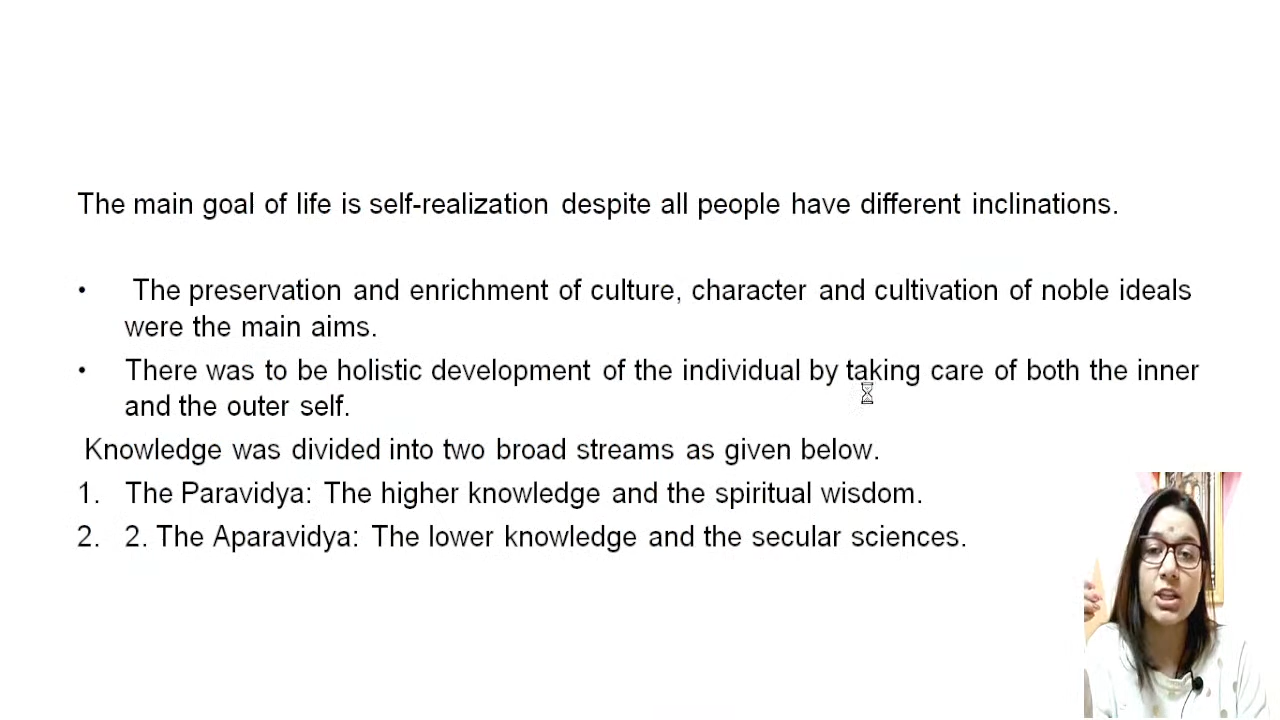 The main goal of life is self-realization despite all people have different inclinations.
• The preservation and enrichment of culture, character and cultivation of noble ideals
were the main aims.
• There was to be holistic development of the individual by taking care of both the inner
and the outer self.
Knowledge was divided into two broad streams as given below.
1. The Paravidya: The higher knowledge and the spiritual wisdom.
2. 2. The Aparavidya: The lower knowledge and the secular sciences.